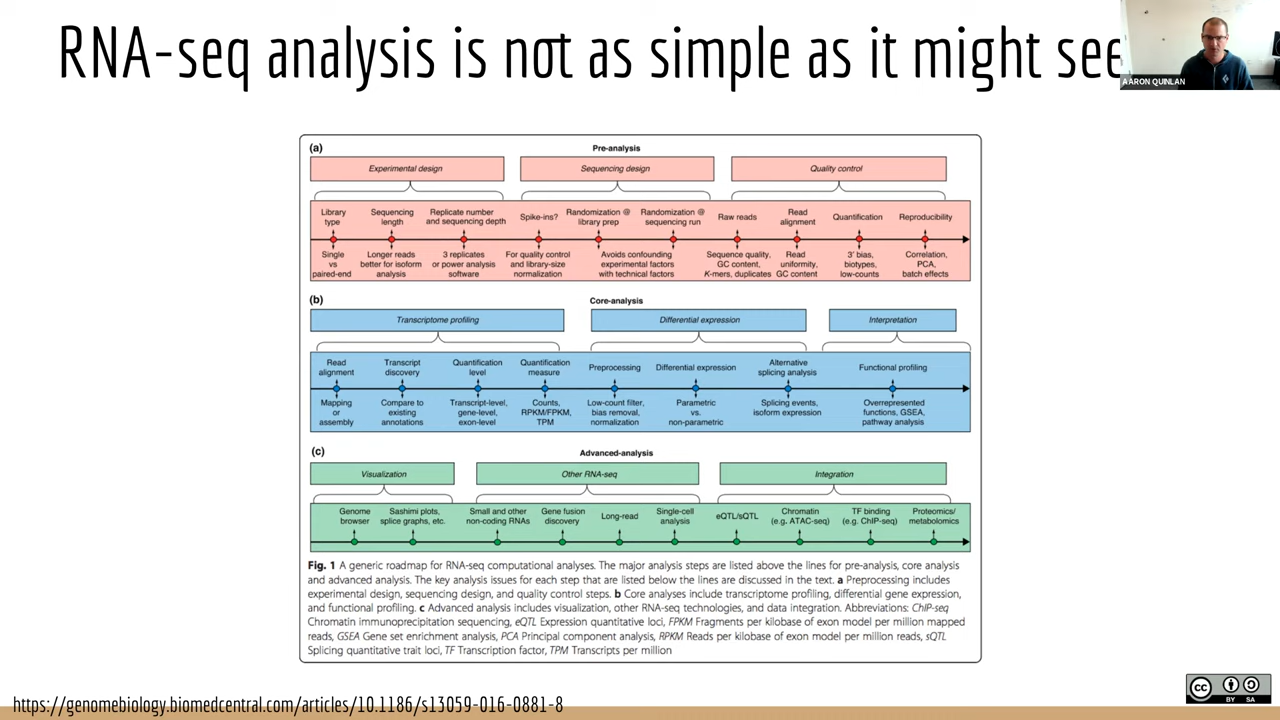 RNA-seq analysis is not as simple as it might see
AARON QUINLAN
(a)
Pre-analysis
Experimental design
Sequencing design
Quality control
Library
type
Sequencing
length
Replicate number
and sequencing depth
Spike-ins?
Randomization @
library prep
Randomization @
sequencing run
Raw reads
Read
alignment
Quantification
Reproducibility
Single
vs
paired-end
Longer reads
better for isoform
analysis
3 replicates
or power analysis
software
For quality control
and library-size
normalization
Avoids confounding
experimental factors
with technical factors
Sequence quality,
GC content,
K-mers, duplicates
Read
uniformity,
GC content
3' bias,
biotypes,
low-counts
Correlation,
PCA,
batch effects
(b)
Core-analysis
Transcriptome profiling
Differential expression
Interpretation
Read
alignment
Transcript
discovery
Quantification
level
Quantification
measure
Preprocessing
Differential expression
Alternative
splicing analysis
Functional profiling
Mapping
or
assembly
Compare to
existing
annotations
Transcript-level,
gene-level,
exon-level
Counts,
RPKM/FPKM,
TPM
Low-count filter,
bias removal,
normalization
Parametric
vs.
non-parametric
Splicing events,
isoform expression
Overrepresented
functions, GSEA,
pathway analysis
(c)
Advanced-analysis
Visualization
Other RNA-seq
Integration
Genome
browser
Sashimi plots,
splice graphs, etc.
Small and other
non-coding RNAs
Gene fusion
discovery
Long-read
Single-cell
analysis
eQTL/sQTL
Chromatin
(e.g. ATAC-seq)
TF binding
(e.g. ChIP-seq)
Proteomics/
metabolomics
Fig. 1 A generic roadmap for RNA-seq computational analyses. The major analysis steps are listed above the lines for pre-analysis, core analysis
and advanced analysis. The key analysis issues for each step that are listed below the lines are discussed in the text. a Preprocessing includes
experimental design, sequencing design, and quality control steps. b Core analyses include transcriptome profiling, differential gene expression,
and functional profiling. c Advanced analysis includes visualization, other RNA-seq technologies, and data integration. Abbreviations: ChIP-seq
Chromatin immunoprecipitation sequencing, eQTL Expression quantitative loci, FPKM Fragments per kilobase of exon model per million mapped
reads, GSEA Gene set enrichment analysis, PCA Principal component analysis, RPKM Reads per kilobase of exon model per million reads, sQTL
Splicing quantitative trait loci, TF Transcription factor, TPM Transcripts per million
https://genomebiology.biomedcentral.com/articles/10.1186/s13059-016-0881-8
cc
BY SA